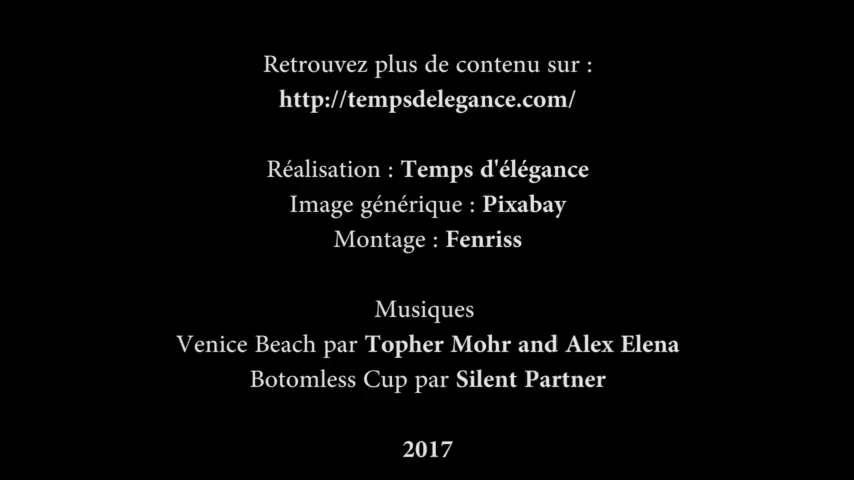 Retrouvez plus de contenu sur :
http://tempsdelegance.com/
Réalisation : Temps d'élégance
Image générique : Pixabay
Montage : Fenriss
Musiques
Venice Beach par Topher Mohr and Alex Elena
Botomless Cup par Silent Partner
2017